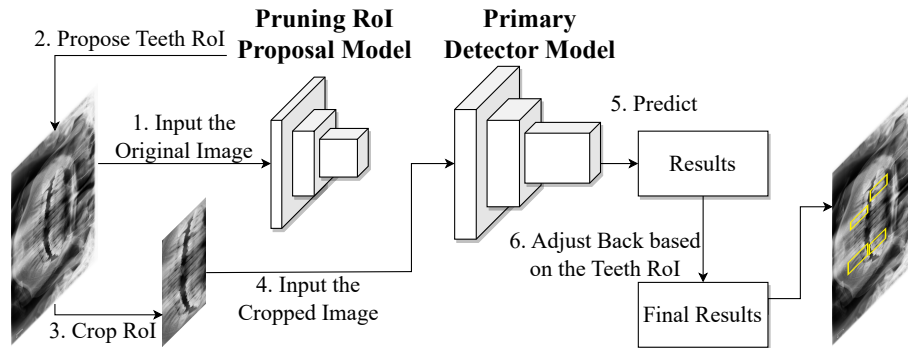 Pruning RoI
Proposal Model
Primary
Detector Model
2. Propose Teeth RoI
1. Input the
Original Image
3. Crop RoI
4. Input the
Cropped Image
5. Predict
Results
6. Adjust Back based
on the Teeth RoI
Final Results